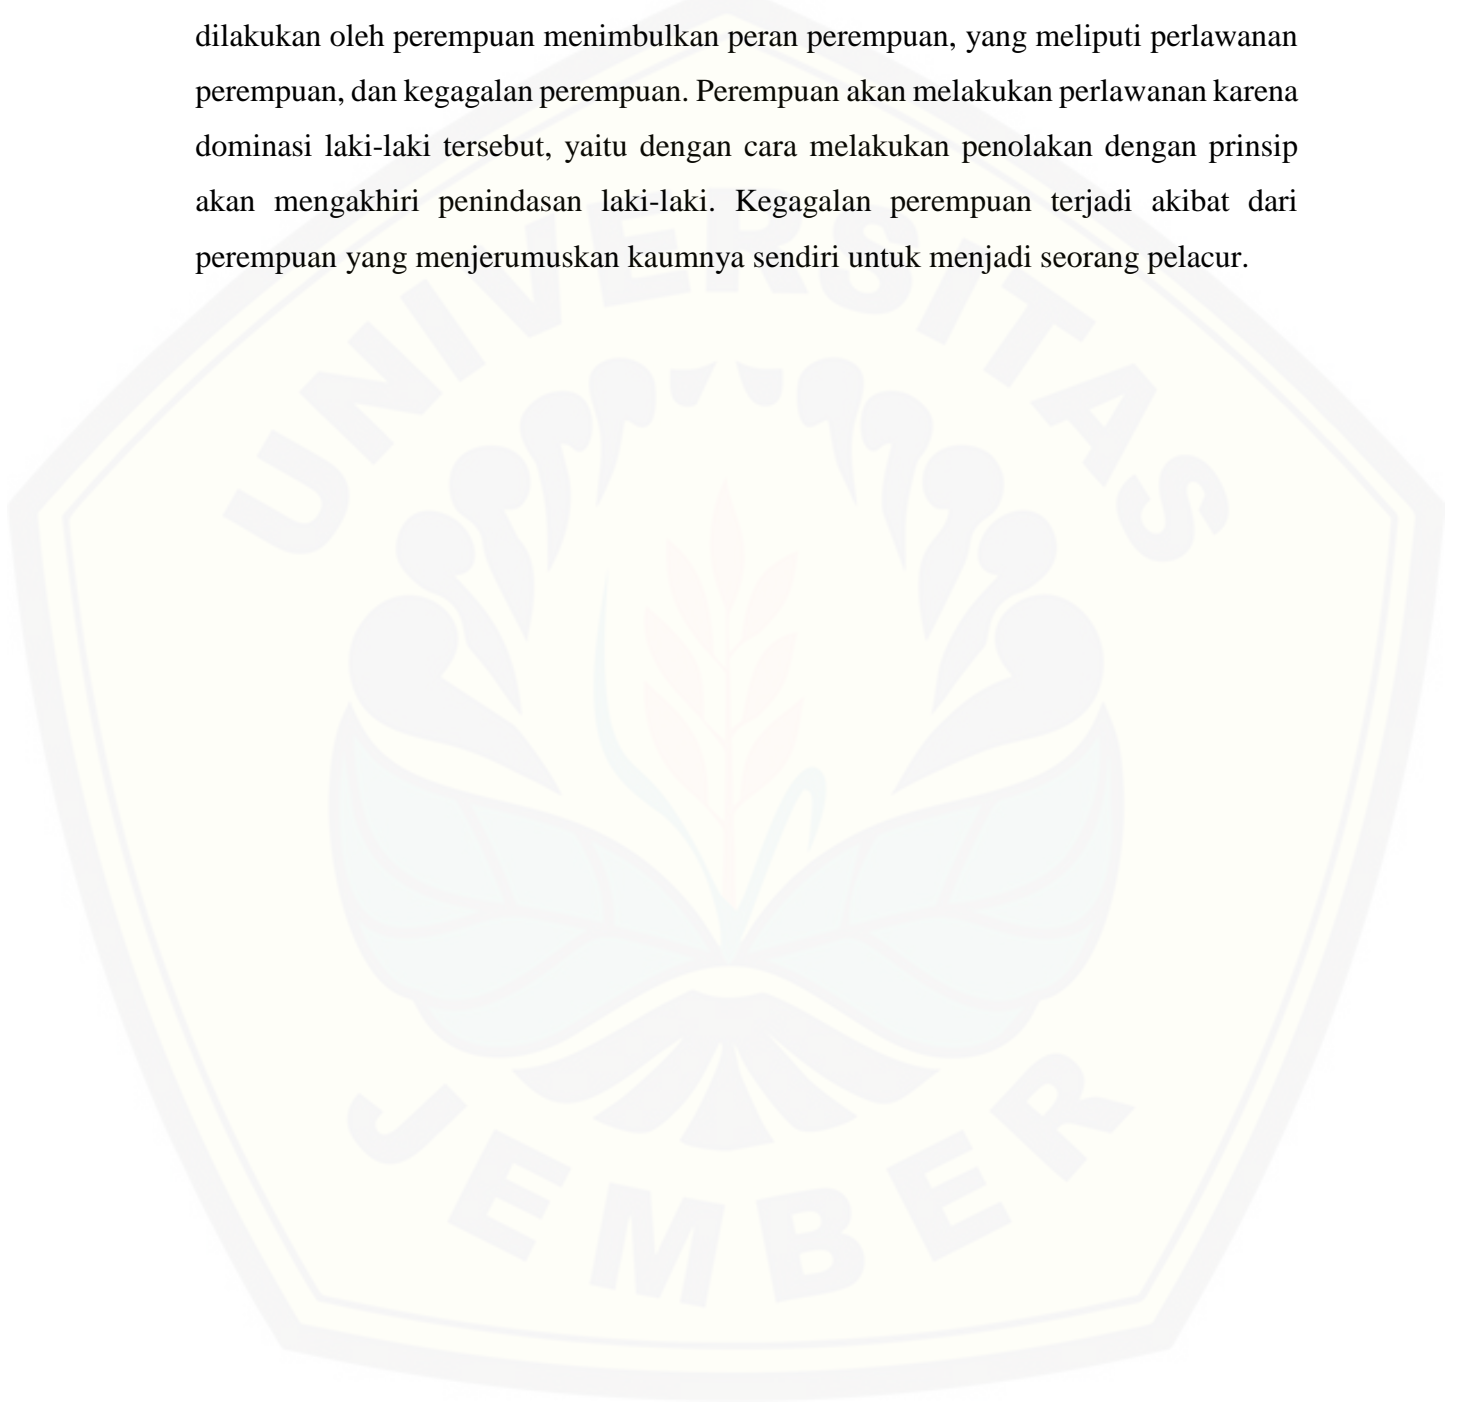 dilakukan oleh perempuan menimbulkan peran perempuan, yang meliputi perlawanan
perempuan, dan kegagalan perempuan. Perempuan akan melakukan perlawanan karena
dominasi laki-laki tersebut, yaitu dengan cara melakukan penolakan dengan prinsip
akan mengakhiri penindasan laki-laki. Kegagalan perempuan terjadi akibat dari
perempuan yang menjerumuskan kaumnya sendiri untuk menjadi seorang pelacur.
UNIVERSITAS
JEMBER